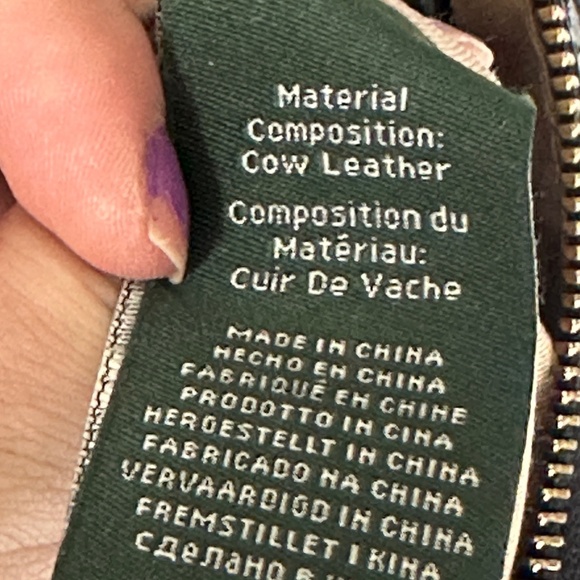 Material
Composition:
Cow Leather
Composition du
Matériau:
Cuir De Vache
MADE IN CHINA
HECHO EN CHINA
FABRIQUÉ EN CHINE
PRODOTTO IN CINA
HERGESTELLT IN CHINA
FABRICADO NA CHINA
VERVAARDIGD IN CHINA
FREMSTILLET I KINA
Сделано в